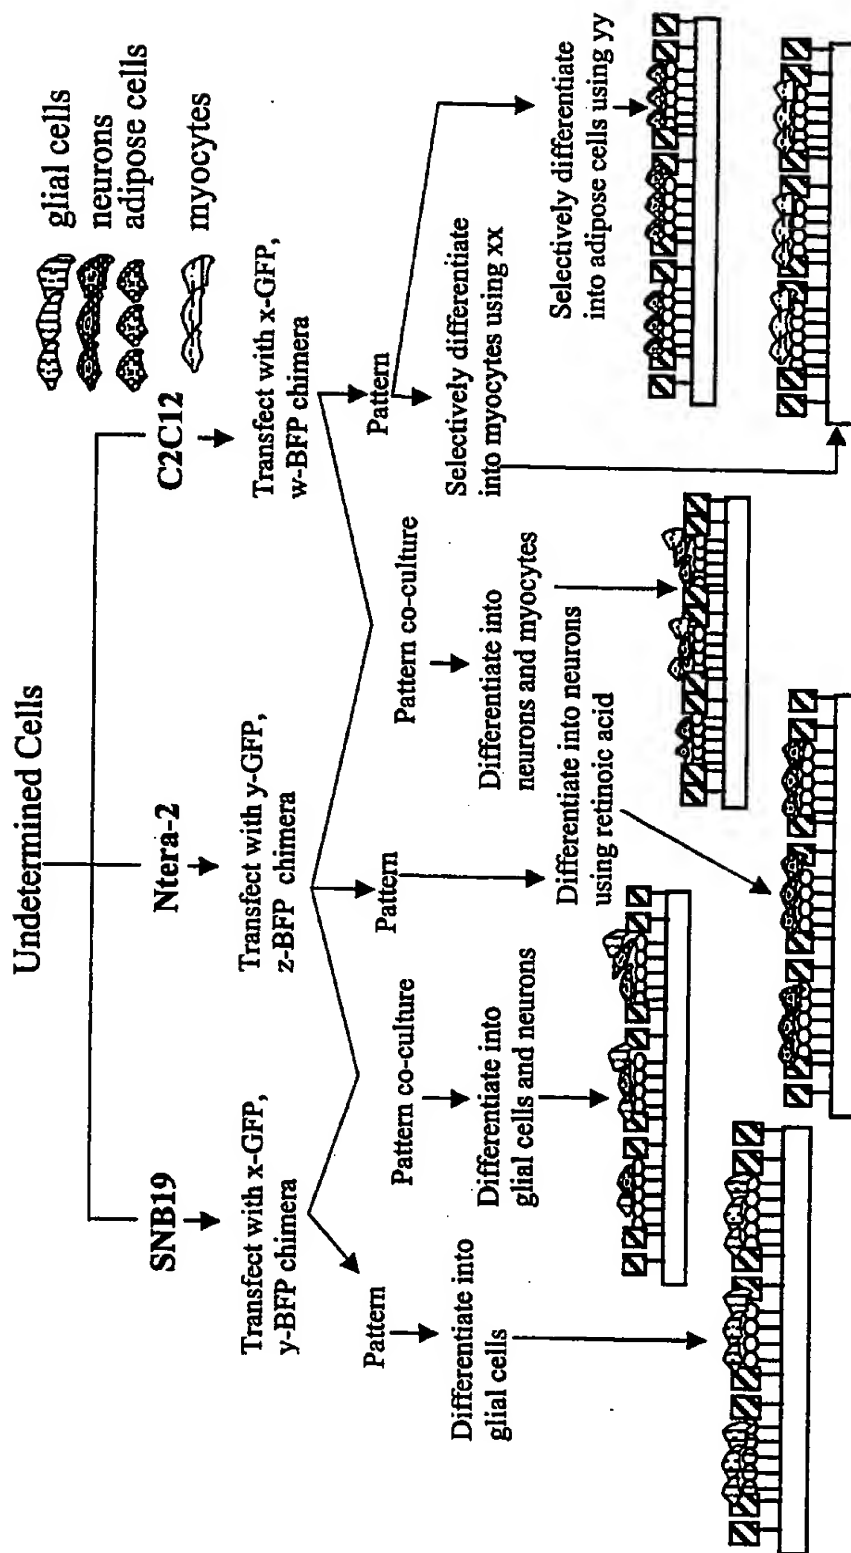 Undetermined Cells
SNB19
Ntera-2
C2C12
glial cells
neurons
adipose cells
myocytes
Transfect with x-GFP,
y-BFP chimera
Transfect with y-GFP,
z-BFP chimera
Transfect with x-GFP,
w-BFP chimera
Pattern
Pattern co-culture
Pattern
Pattern co-culture
Pattern
Differentiate into
glial cells
Differentiate into
glial cells and neurons
Differentiate into neurons
using retinoic acid
Differentiate into
neurons and myocytes
Selectively differentiate
into myocytes using xx
Selectively differentiate
into adipose cells using yy